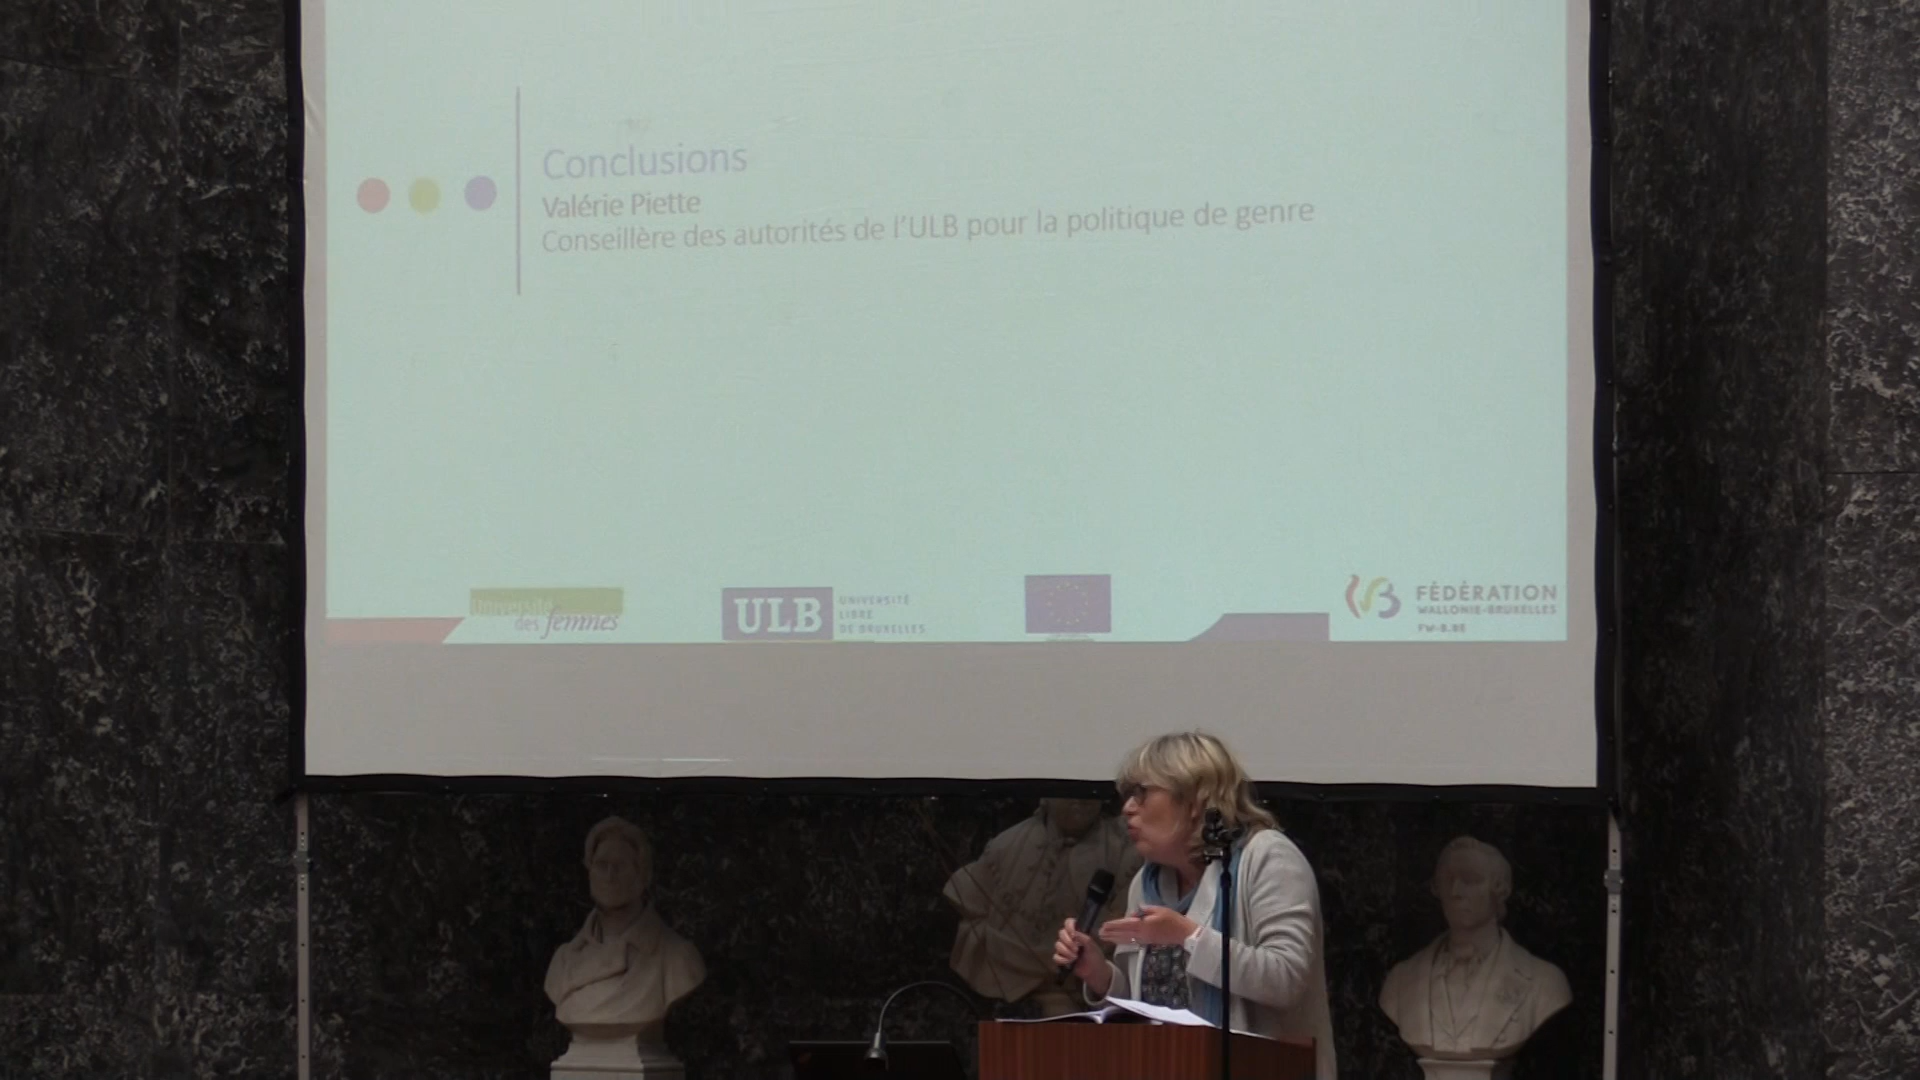 Conclusions
Valérie Piette
Conseillère des autorités de l'ULB pour la politique de genre
Université
des femmes
ULB
UNIVERSITÉ
LIBRE
DE BRUXELLES
FÉDÉRATION
WALLONIE-BRUXELLES
FW-B.BE